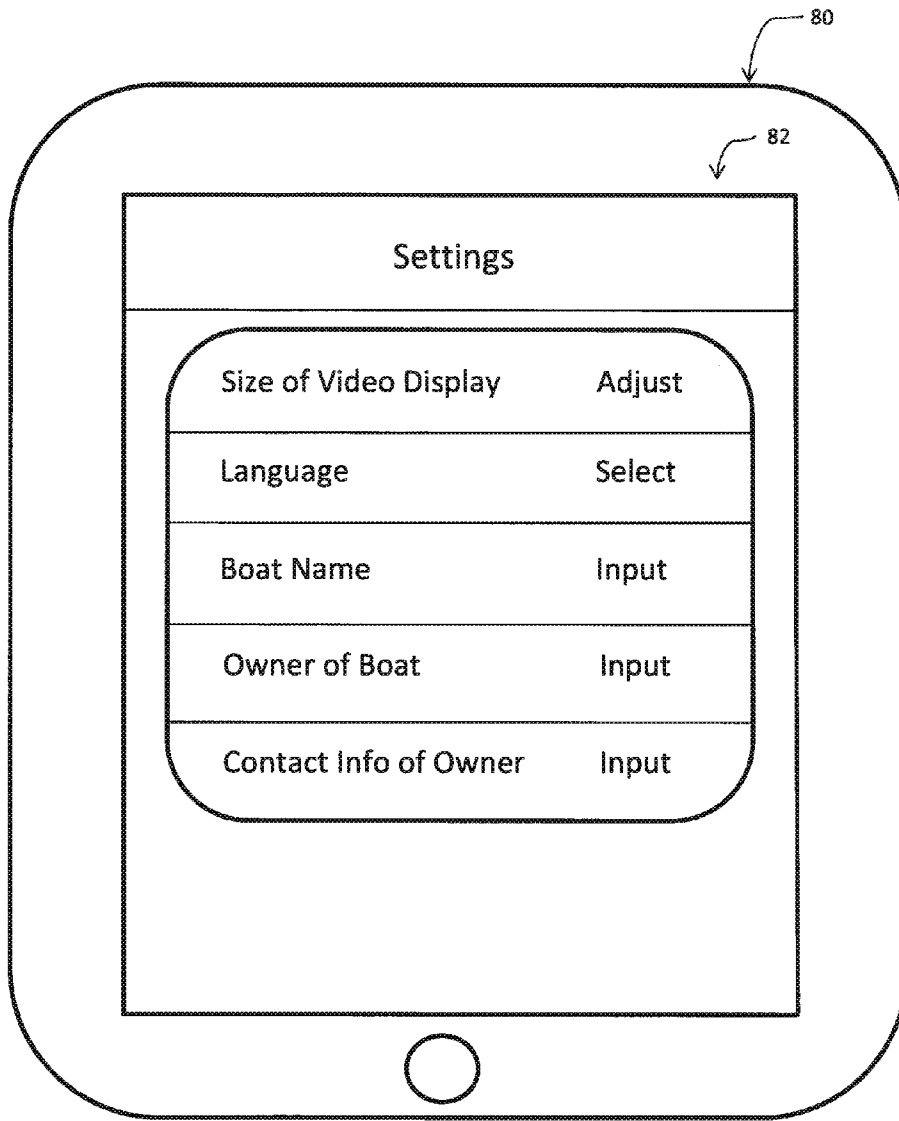 80
82
Settings
Size of Video Display Adjust
Language Select
Boat Name Input
Owner of Boat Input
Contact Info of Owner Input